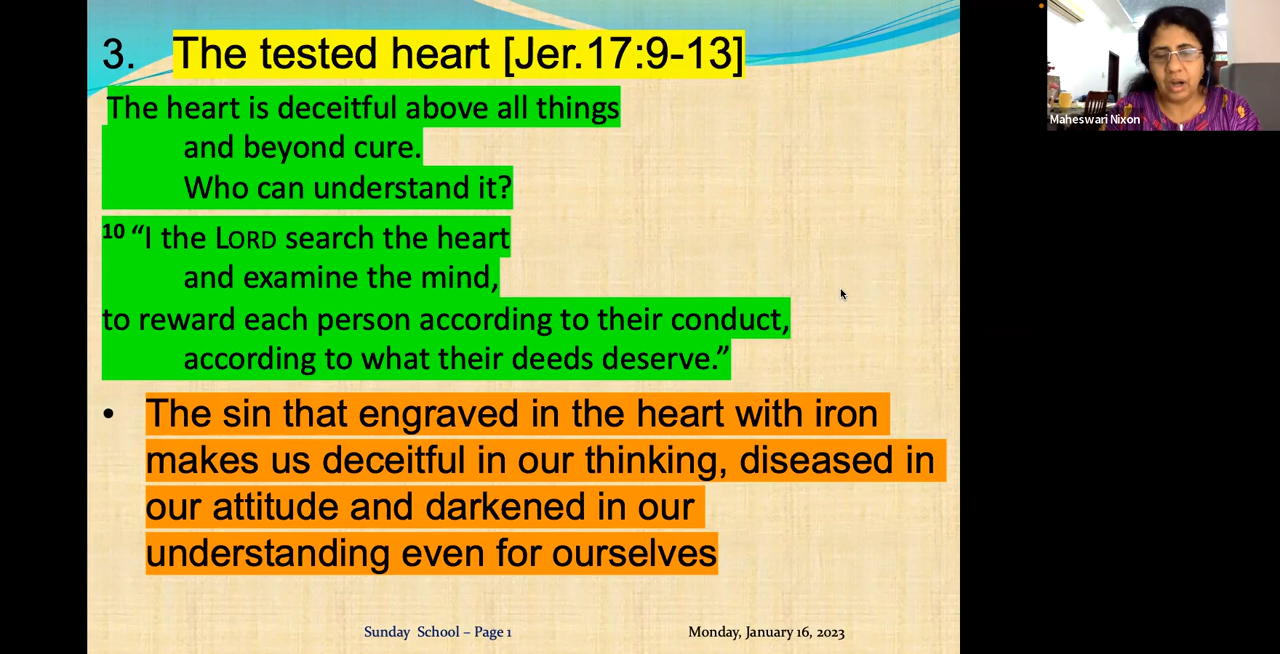 3. The tested heart [Jer.17:9-13]
The heart is deceitful above all things
and beyond cure.
Who can understand it?
10 “I the LORD search the heart
and examine the mind,
to reward each person according to their conduct,
according to what their deeds deserve.”
• The sin that engraved in the heart with iron
makes us deceitful in our thinking, diseased in
our attitude and darkened in our
understanding even for ourselves
Sunday School – Page 1
Monday, January 16, 2023
Maheswari Nixon